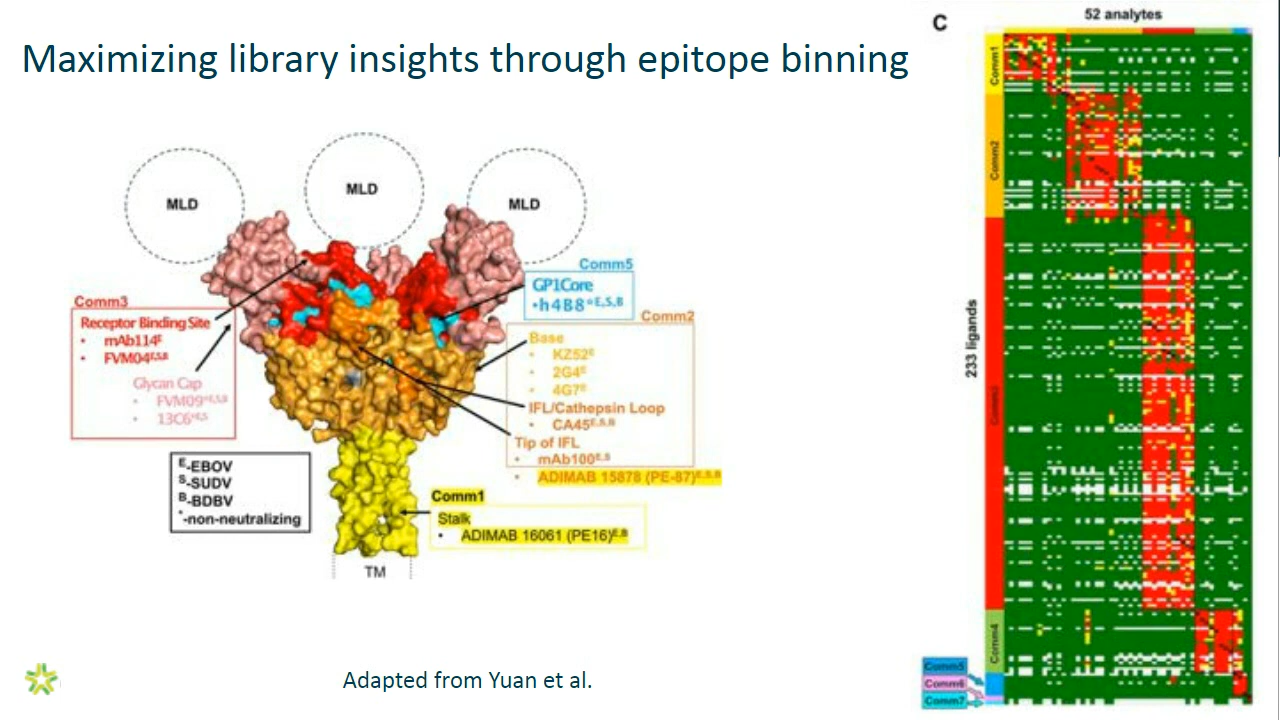 Maximizing library insights through epitope binning
C
52 analytes
MLD
MLD
MLD
Comm5
GP1Core
•h4B8*E,S,B
Comm3
Receptor Binding Site
• mAb114E
• FVM04E,S,B
Glycan Cap
• FVM09*E,S,B
• 13C6*E,S
Comm2
Base
• KZ52E
• 2G4E
• 4G7E
IFL/Cathepsin Loop
• CA45E,S,B
Tip of IFL
• mAb100E,S
• ADIMAB 15878 (PE-87)E,S,B
E-EBOV
S-SUDV
B-BDBV
*-non-neutralizing
Comm1
Stalk
• ADIMAB 16061 (PE16)E,B
TM
Adapted from Yuan et al.
233 ligands
Comm1
Comm2
Comm3
Comm4
Comm5
Comm6
Comm7